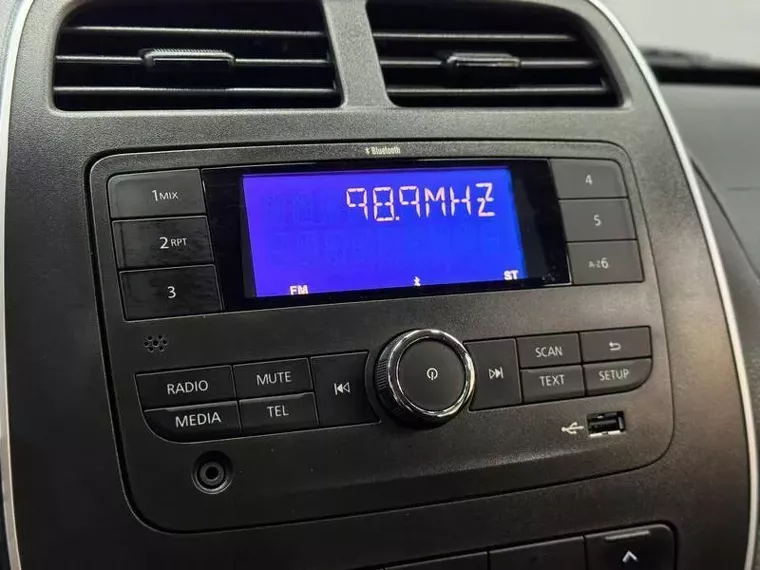 Bluetooth
98.9MHZ
FM ST
1MIX
2RPT
3
4
5
A-Z6
RADIO
MUTE
MEDIA
TEL
SCAN
TEXT
SETUP